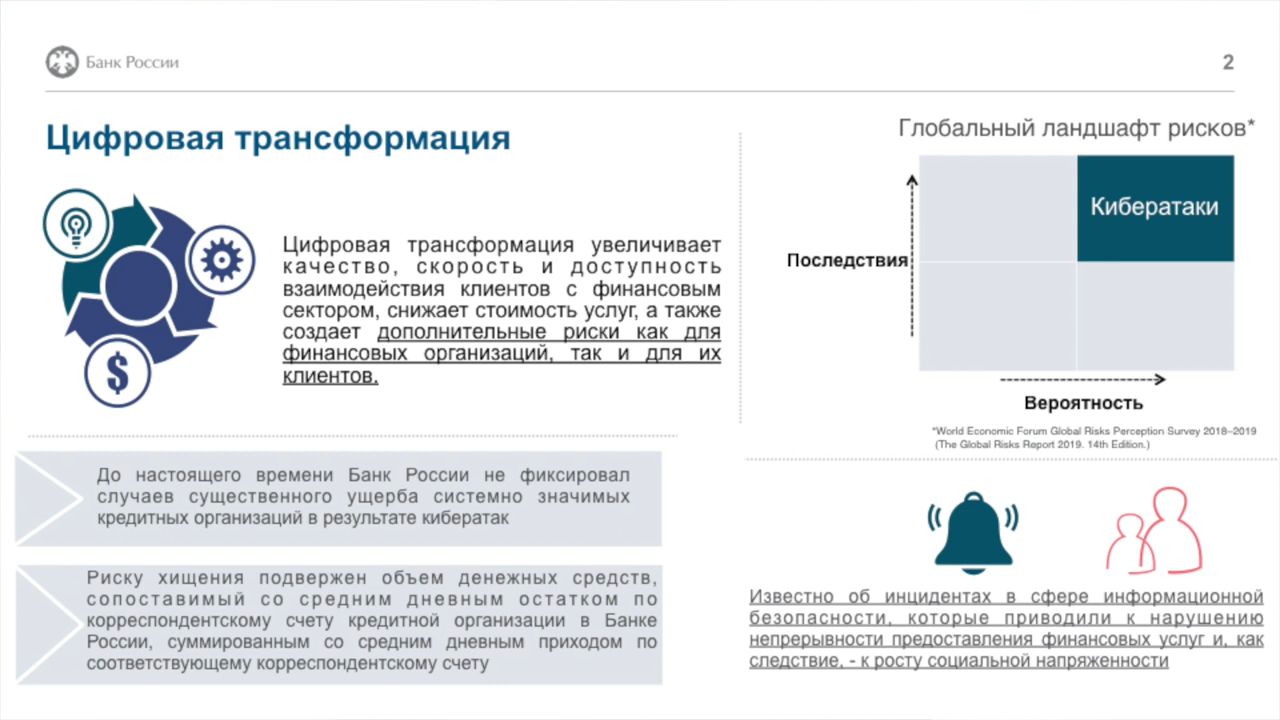 Банк России
2
Цифровая трансформация
Цифровая трансформация увеличивает
качество, скорость и доступность
взаимодействия клиентов с финансовым
сектором, снижает стоимость услуг, а также
создает дополнительные риски как для
финансовых организаций, так и для их
клиентов.
$
Глобальный ландшафт рисков*
Кибератаки
Последствия
Вероятность
*World Economic Forum Global Risks Perception Survey 2018–2019
(The Global Risks Report 2019. 14th Edition.)
До настоящего времени Банк России не фиксировал
случаев существенного ущерба системно значимых
кредитных организаций в результате кибератак
Риску хищения подвержен объем денежных средств,
сопоставимый со средним дневным остатком по
корреспондентскому счету кредитной организации в Банке
России, суммированным со средним дневным приходом по
соответствующему корреспондентскому счету
Известно об инцидентах в сфере информационной
безопасности, которые приводили к нарушению
непрерывности предоставления финансовых услуг и, как
следствие, - к росту социальной напряженности